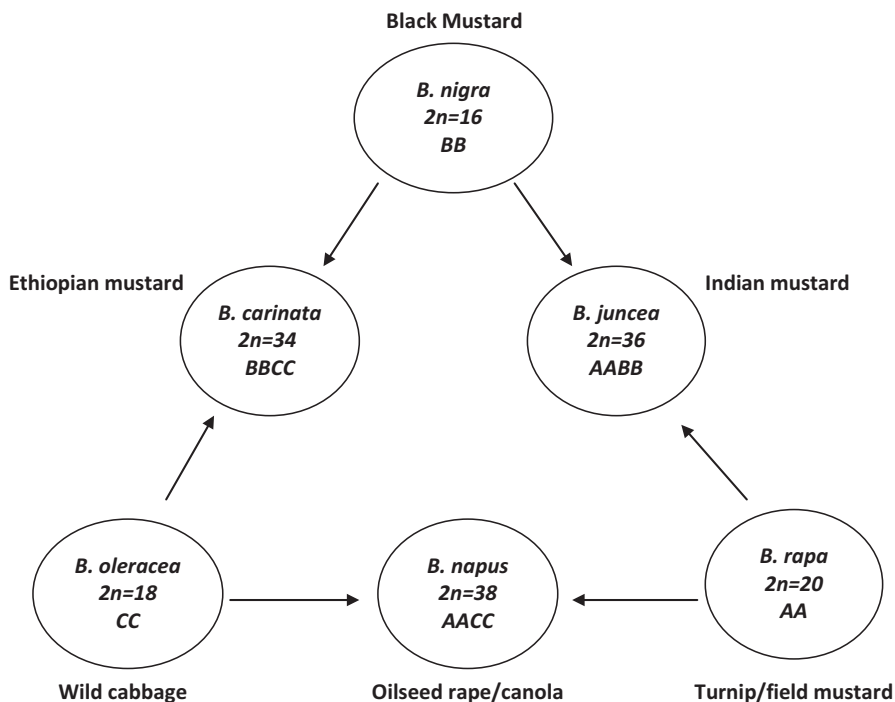 Black Mustard
B. nigra
2n=16
BB
Ethiopian mustard
B. carinata
2n=34
BBCC
Indian mustard
B. juncea
2n=36
AABB
B. oleracea
2n=18
CC
Wild cabbage
B. napus
2n=38
AACC
Oilseed rape/canola
B. rapa
2n=20
AA
Turnip/field mustard